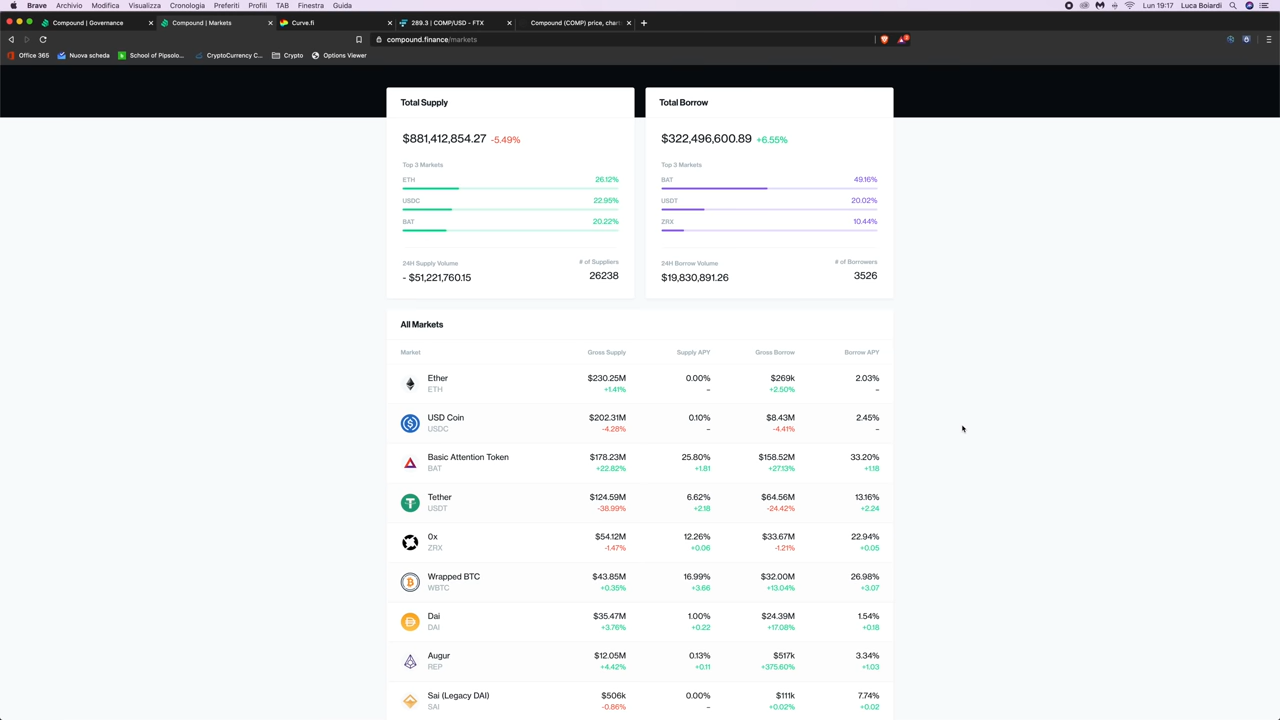 Brave Archivio Modifica Visualizza Cronologia Preferiti Profili TAB Finestra Guida Lun 19:17 Luca Boiardi
Compound | Governance × Compound | Markets × Curve.fi × 289.3 | COMP/USD - FTX × Compound (COMP) price, char × +
compound.finance/markets
Office 365 Nuova scheda School of Pipsolo... CryptoCurrency C... Crypto Options Viewer
Total Supply
$881,412,854.27 -5.49%
Top 3 Markets
ETH 26.12%
USDC 22.95%
BAT 20.22%
24H Supply Volume # of Suppliers
- $51,221,760.15 26238
Total Borrow
$322,496,600.89 +6.55%
Top 3 Markets
BAT 49.16%
USDT 20.02%
ZRX 10.44%
24H Borrow Volume # of Borrowers
$19,830,891.26 3526
All Markets
Market Gross Supply Supply APY Gross Borrow Borrow APY
Ether $230.25M 0.00% $269k 2.03%
ETH +1.41% – +2.50% –
USD Coin $202.31M 0.10% $8.43M 2.45%
USDC -4.28% – -4.41% –
Basic Attention Token $178.23M 25.80% $158.52M 33.20%
BAT +22.82% +1.81 +27.13% +1.18
Tether $124.59M 6.62% $64.56M 13.16%
USDT -38.99% +2.18 -24.42% +2.24
0x $54.12M 12.26% $33.67M 22.94%
ZRX -1.47% +0.06 -1.21% +0.05
Wrapped BTC $43.85M 16.99% $32.00M 26.98%
WBTC +0.35% +3.66 +13.04% +3.07
Dai $35.47M 1.00% $24.39M 1.54%
DAI +3.76% +0.22 +17.08% +0.18
Augur $12.05M 0.13% $517k 3.34%
REP +4.42% +0.11 +375.60% +1.03
Sai (Legacy DAI) $506k 0.00% $111k 7.74%
SAI -0.86% – +0.02% +0.02